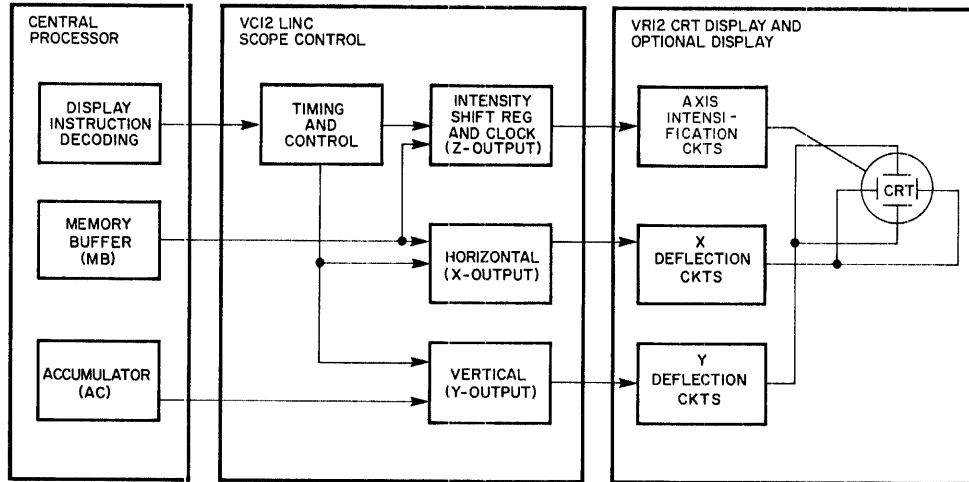 CENTRAL
PROCESSOR
DISPLAY
INSTRUCTION
DECODING
MEMORY
BUFFER
(MB)
ACCUMULATOR
(AC)
VC12 LINC
SCOPE CONTROL
TIMING
AND
CONTROL
INTENSITY
SHIFT REG
AND CLOCK
(Z-OUTPUT)
HORIZONTAL
(X-OUTPUT)
VERTICAL
(Y-OUTPUT)
VR12 CRT DISPLAY AND
OPTIONAL DISPLAY
AXIS
INTENSI-
FICATION
CKTS
X
DEFLECTION
CKTS
Y
DEFLECTION
CKTS
CRT